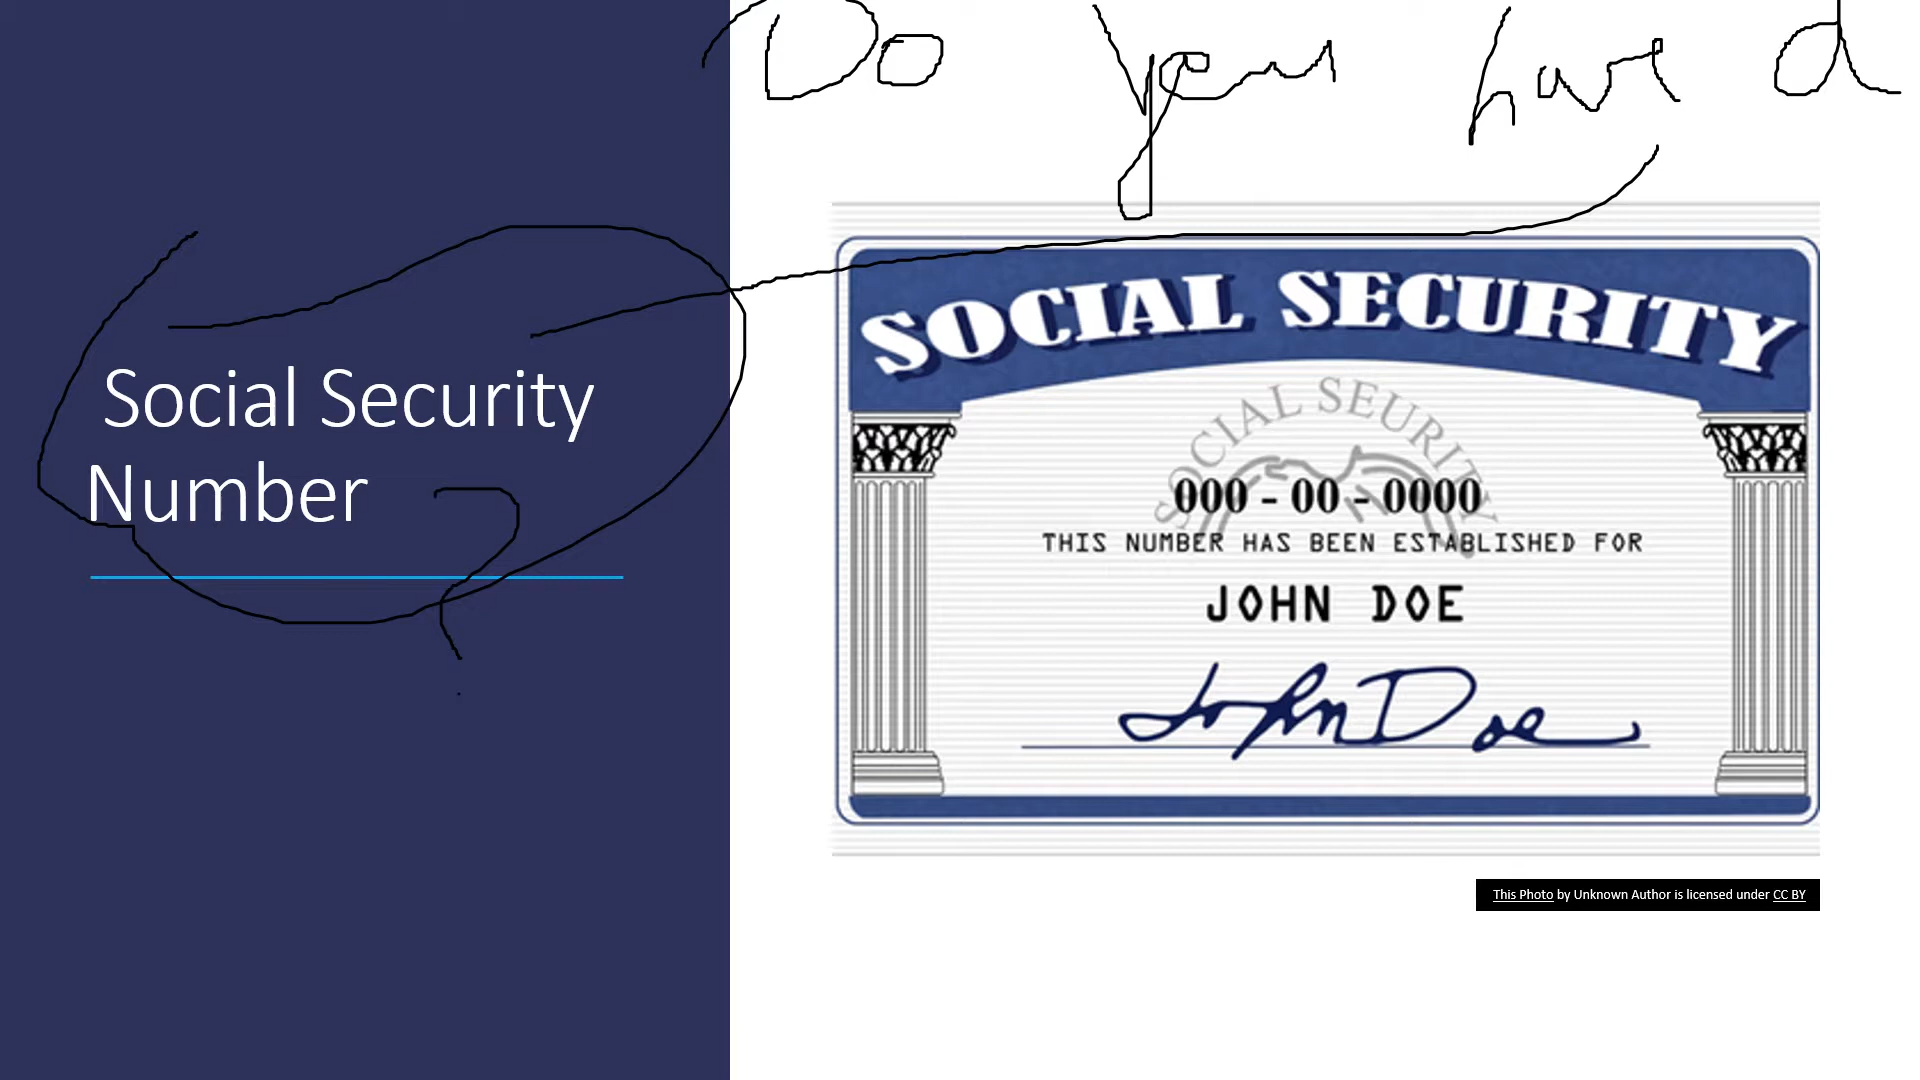 Do you have a
Social Security
Number
?
SOCIAL SECURITY
SOCIAL SEURITY
000 - 00 - 0000
THIS NUMBER HAS BEEN ESTABLISHED FOR
JOHN DOE
John Doe
This Photo by Unknown Author is licensed under CC BY